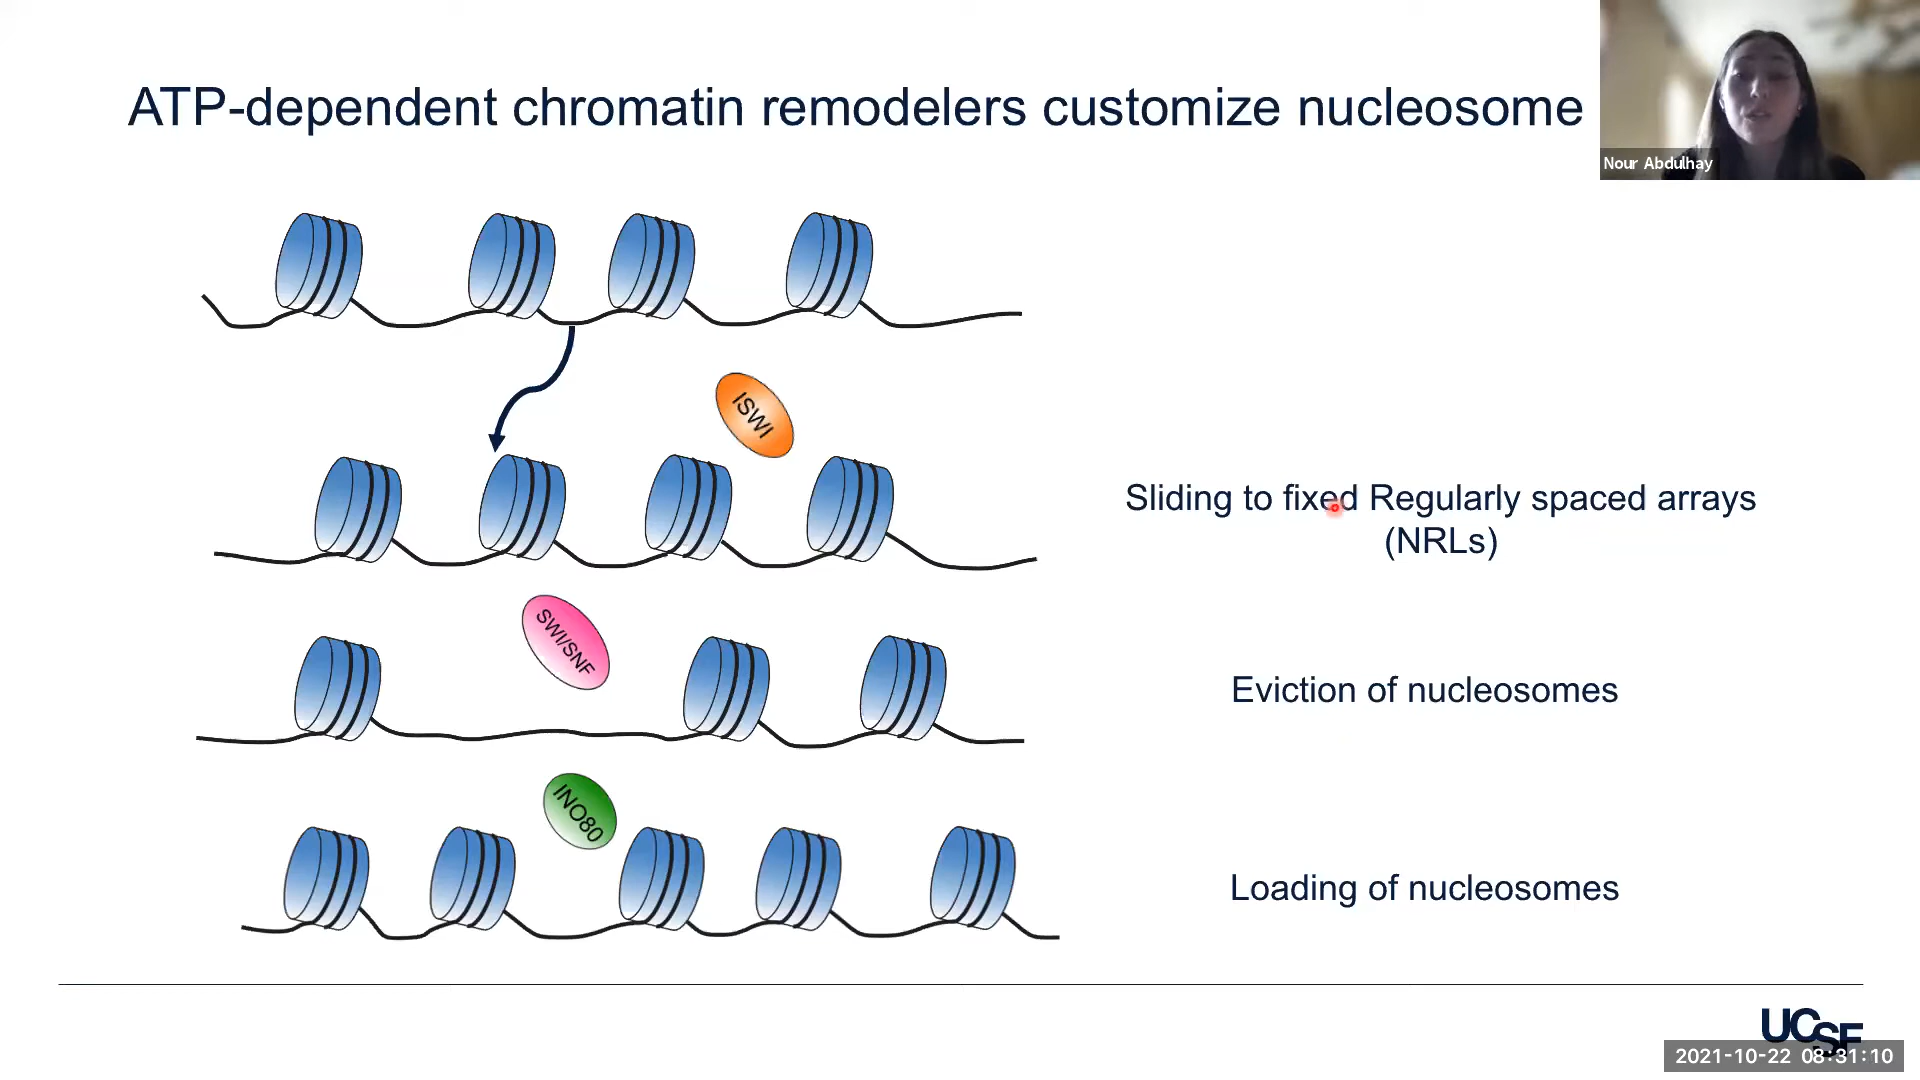 ATP-dependent chromatin remodelers customize nucleosome
Nour Abdulhay
ISWI
Sliding to fixed Regularly spaced arrays
(NRLs)
SWI/SNF
Eviction of nucleosomes
INO80
Loading of nucleosomes
UCSF
2021-10-22 08:31:10